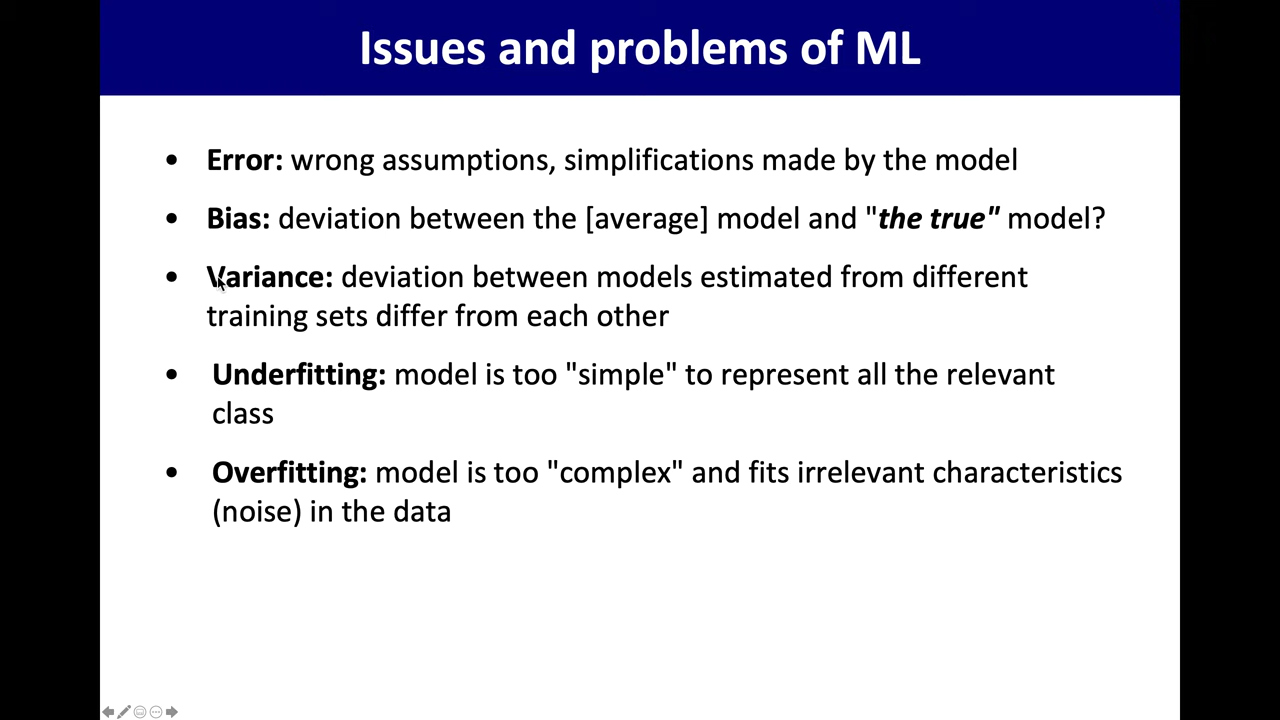 Issues and problems of ML
• Error: wrong assumptions, simplifications made by the model
• Bias: deviation between the [average] model and "the true" model?
• Variance: deviation between models estimated from different
training sets differ from each other
• Underfitting: model is too "simple" to represent all the relevant
class
• Overfitting: model is too "complex" and fits irrelevant characteristics
(noise) in the data